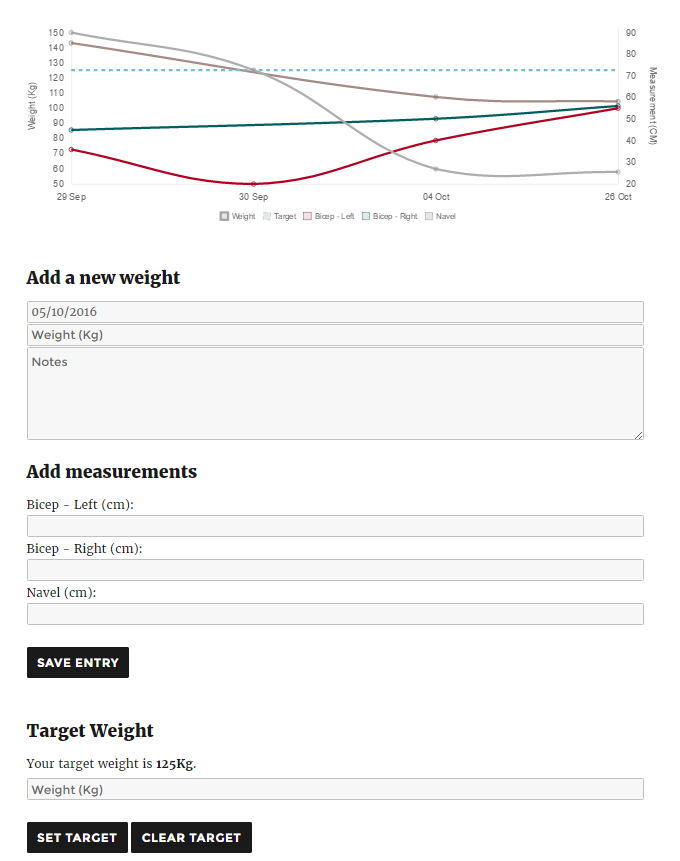 150
140
130
120
110
100
90
80
70
60
50
Weight (Kg)
90
80
70
60
50
40
30
20
Measurement (CM)
29 Sep 30 Sep 04 Oct 26 Oct
Weight Target Bicep - Left Bicep - Right Navel
Add a new weight
05/10/2016
Weight (Kg)
Notes
Add measurements
Bicep - Left (cm):
Bicep - Right (cm):
Navel (cm):
SAVE ENTRY
Target Weight
Your target weight is 125Kg.
Weight (Kg)
SET TARGET CLEAR TARGET